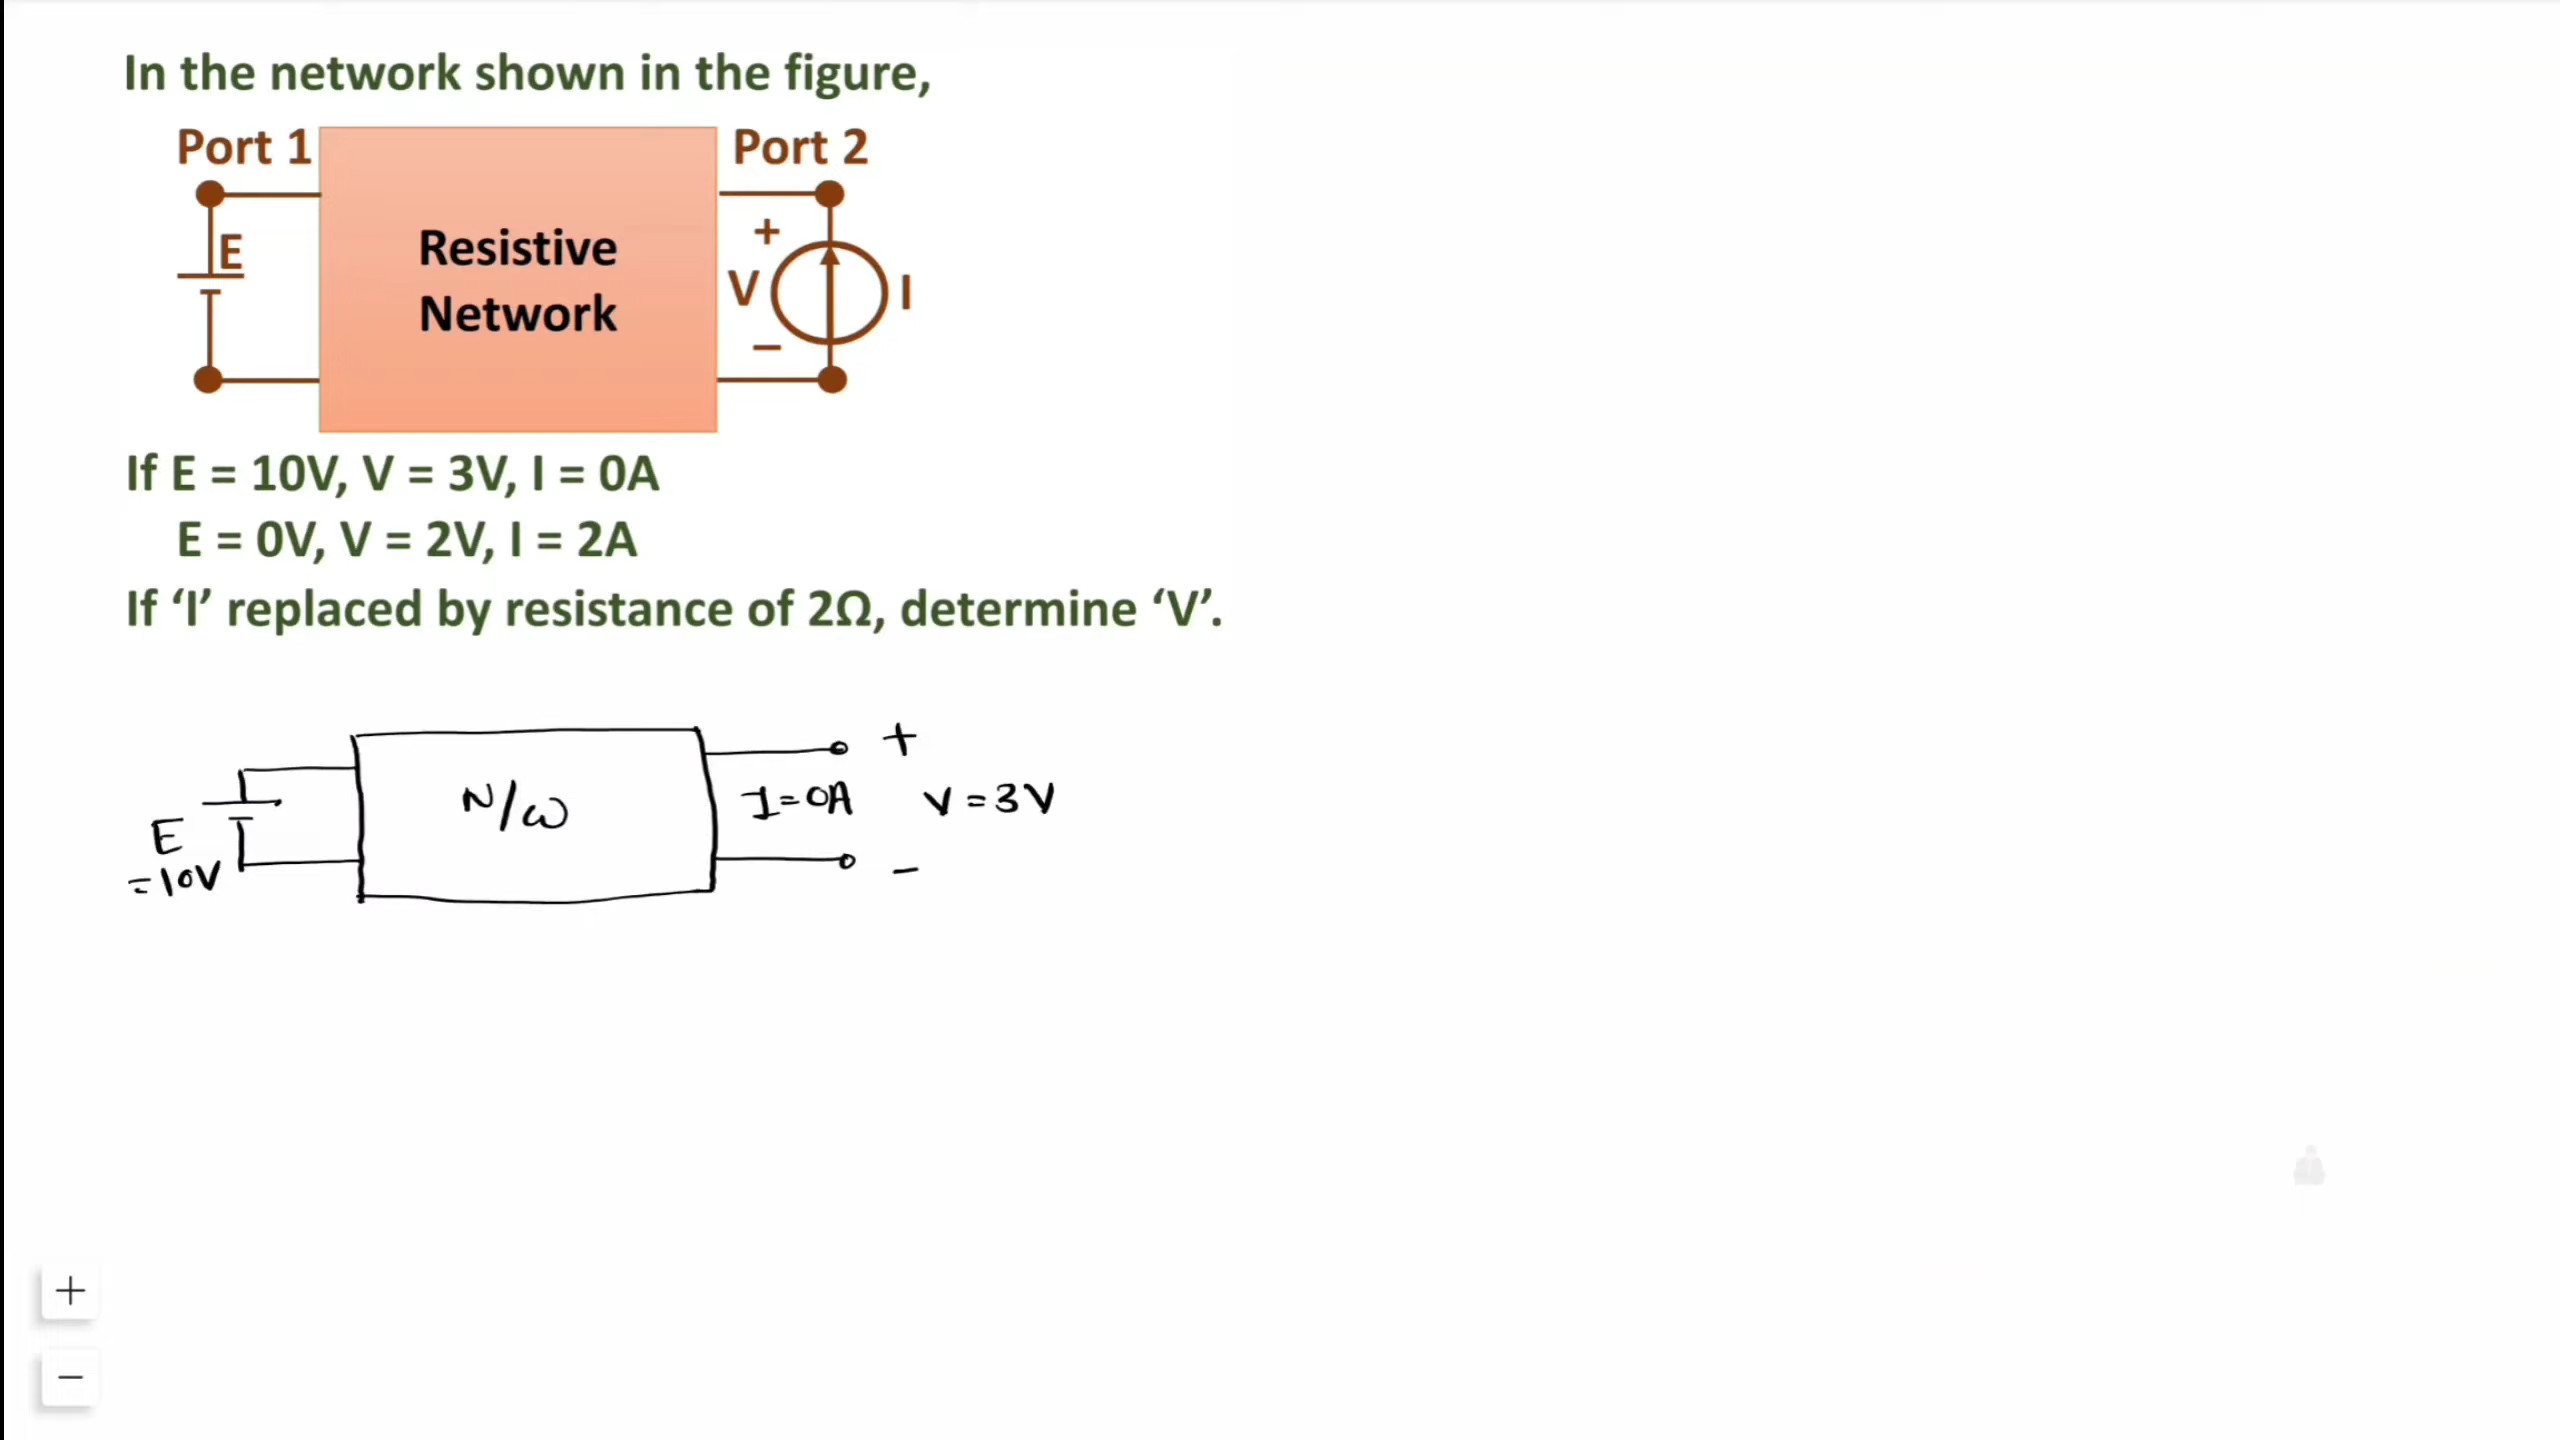 In the network shown in the figure,
Port 1
Port 2
E
Resistive
Network
+
V
−
I
If E = 10V, V = 3V, I = 0A
E = 0V, V = 2V, I = 2A
If ‘I’ replaced by resistance of 2Ω, determine ‘V’.
N/W
E
=10V
I=0A
+
V=3V
-
+
−